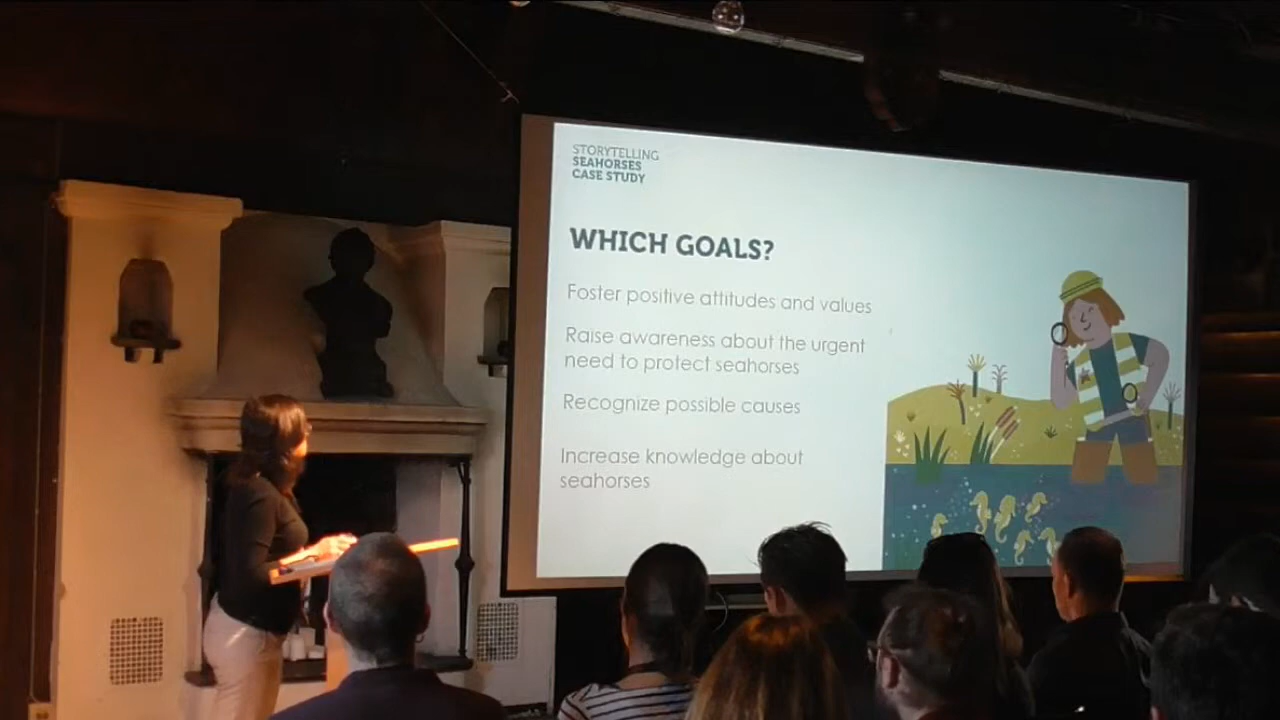 STORYTELLING
SEAHORSES
CASE STUDY
WHICH GOALS?
Foster positive attitudes and values
Raise awareness about the urgent
need to protect seahorses
Recognize possible causes
Increase knowledge about
seahorses